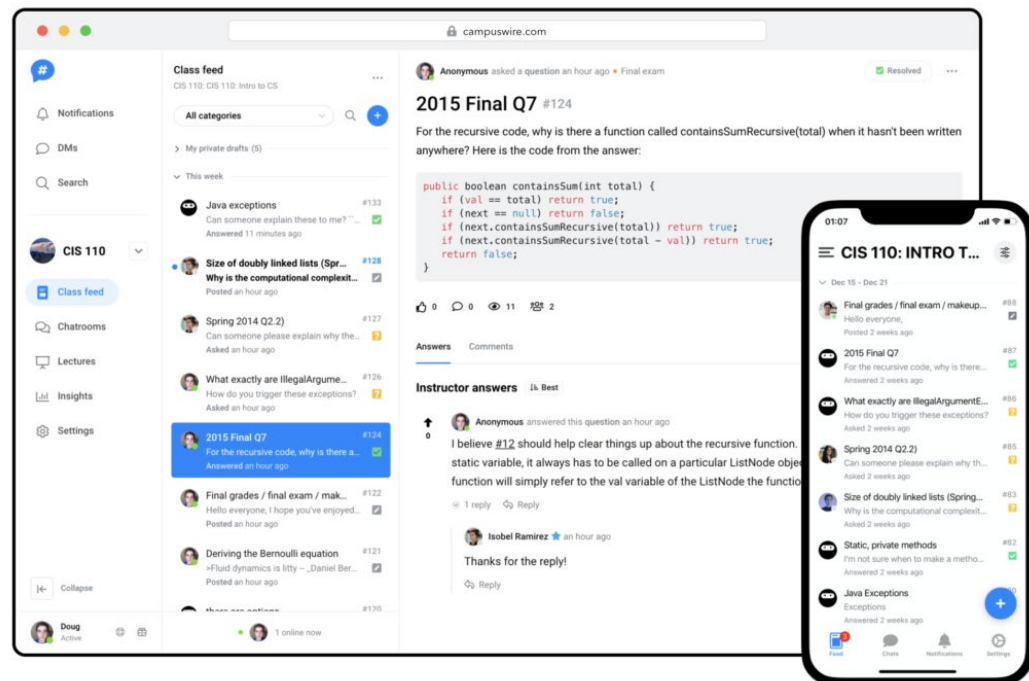 campuswire.com
#
Notifications
DMs
Search
CIS 110
Class feed
Chatrooms
Lectures
Insights
Settings
Collapse
Doug
Active
Class feed
CIS 110: CIS 110: Intro to CS
All categories
My private drafts (5)
This week
Java exceptions #133
Can someone explain these to me? ``...
Answered 11 minutes ago
Size of doubly linked lists (Spr... #128
Why is the computational complexit...
Posted an hour ago
Spring 2014 Q2.2) #127
Can someone please explain why the...
Asked an hour ago
What exactly are IllegalArgume... #126
How do you trigger these exceptions?
Asked an hour ago
2015 Final Q7 #124
For the recursive code, why is there a...
Answered an hour ago
Final grades / final exam / mak... #122
Hello everyone, I hope you've enjoyed...
Posted an hour ago
Deriving the Bernoulli equation #121
>Fluid dynamics is litty – _Daniel Ber...
Posted an hour ago
#120
1 online now
Anonymous asked a question an hour ago • Final exam
Resolved
2015 Final Q7 #124
For the recursive code, why is there a function called containsSumRecursive(total) when it hasn't been written
anywhere? Here is the code from the answer:
public boolean containsSum(int total) {
if (val == total) return true;
if (next == null) return false;
if (next.containsSumRecursive(total)) return true;
if (next.containsSumRecursive(total - val)) return true;
return false;
}
0 0 11 2
Answers Comments
Instructor answers Best
0
Anonymous answered this question an hour ago
I believe #12 should help clear things up about the recursive function.
static variable, it always has to be called on a particular ListNode objec
function will simply refer to the val variable of the ListNode the functio
1 reply Reply
Isobel Ramirez an hour ago
Thanks for the reply!
Reply
01:07
CIS 110: INTRO T...
Dec 15 - Dec 21
Final grades / final exam / makeup... #88
Hello everyone,
Posted 2 weeks ago
2015 Final Q7 #87
For the recursive code, why is there...
Answered 2 weeks ago
What exactly are IllegalArgumentE... #86
How do you trigger these exceptions?
Asked 2 weeks ago
Spring 2014 Q2.2) #85
Can someone please explain why th...
Asked 2 weeks ago
Size of doubly linked lists (Spring... #83
Why is the computational complexit...
Asked 2 weeks ago
Static, private methods #82
I'm not sure when to make a metho...
Answered 2 weeks ago
Java Exceptions
Exceptions
Answered 2 weeks ago
3
Feed Chats Notifications Settings